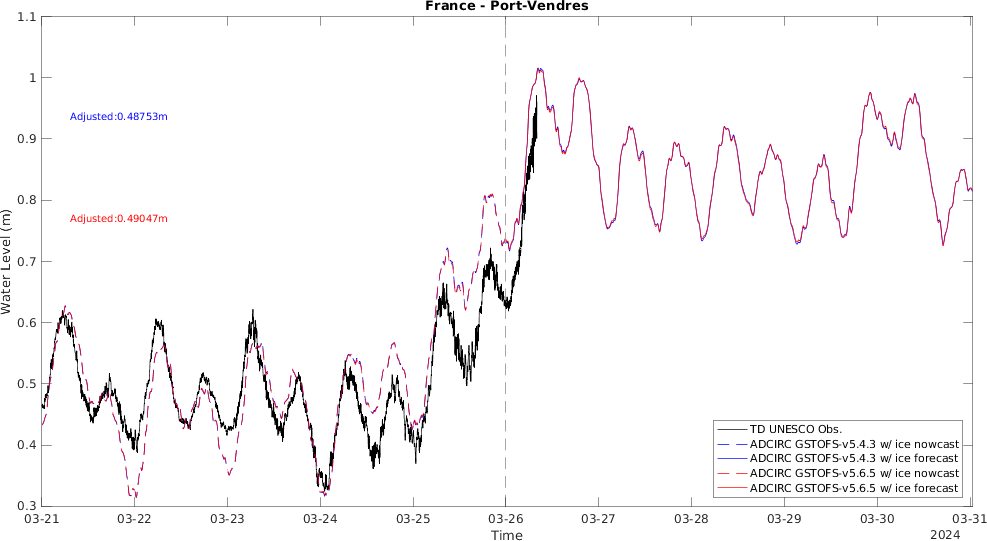 France - Port-Vendres
1.1
1
0.9
0.8
0.7
0.6
0.5
0.4
0.3
Water Level (m)
Adjusted:0.48753m
Adjusted:0.49047m
TD UNESCO Obs.
ADCIRC GSTOFS-v5.4.3 w/ ice nowcast
ADCIRC GSTOFS-v5.4.3 w/ ice forecast
ADCIRC GSTOFS-v5.6.5 w/ ice nowcast
ADCIRC GSTOFS-v5.6.5 w/ ice forecast
03-21 03-22 03-23 03-24 03-25 03-26 03-27 03-28 03-29 03-30 03-31
Time
2024